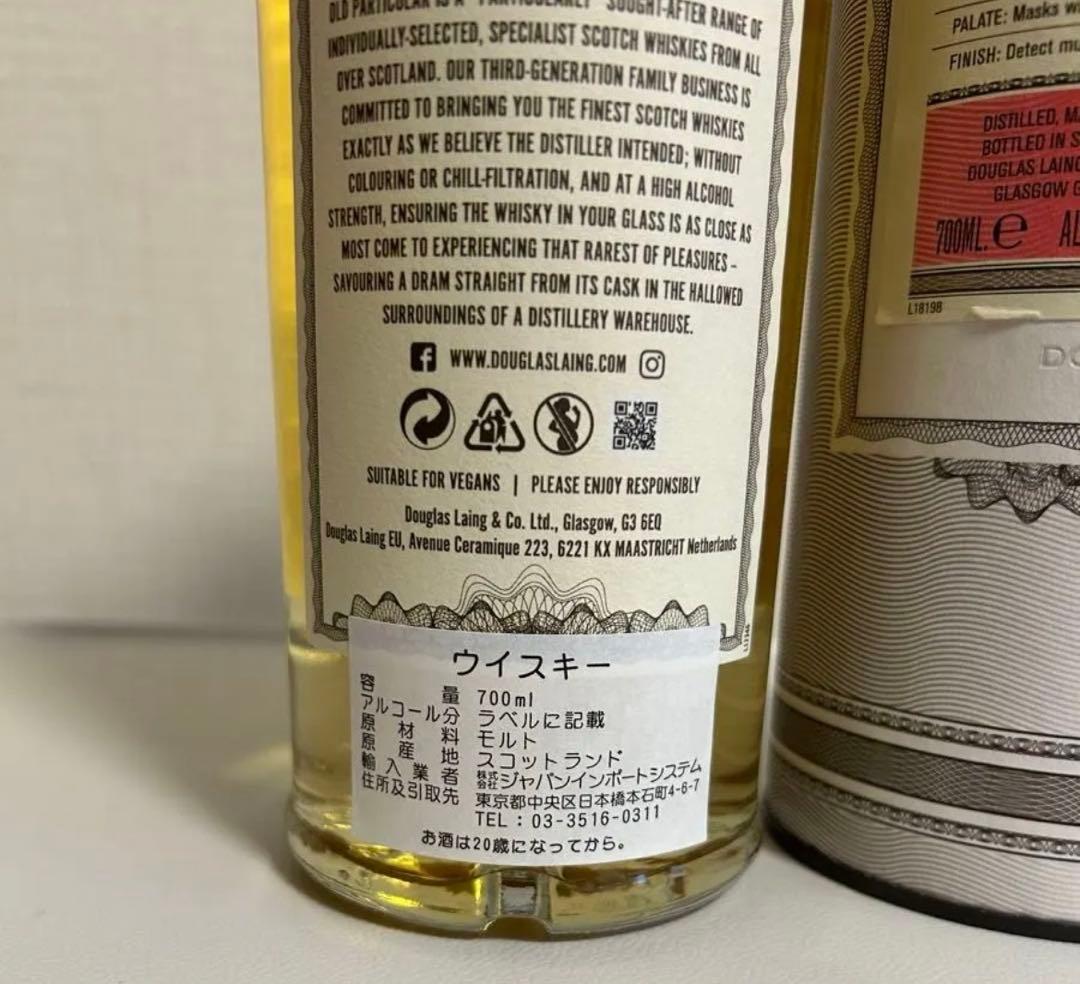 OLD PARTICULAR IS A "PARTICULARLY" SOUGHT-AFTER RANGE OF
INDIVIDUALLY-SELECTED, SPECIALIST SCOTCH WHISKIES FROM ALL
OVER SCOTLAND. OUR THIRD-GENERATION FAMILY BUSINESS IS
COMMITTED TO BRINGING YOU THE FINEST SCOTCH WHISKIES
EXACTLY AS WE BELIEVE THE DISTILLER INTENDED; WITHOUT
COLOURING OR CHILL-FILTRATION, AND AT A HIGH ALCOHOL
STRENGTH, ENSURING THE WHISKY IN YOUR GLASS IS AS CLOSE AS
MOST COME TO EXPERIENCING THAT RAREST OF PLEASURES –
SAVOURING A DRAM STRAIGHT FROM ITS CASK IN THE HALLOWED
SURROUNDINGS OF A DISTILLERY WAREHOUSE.
WWW.DOUGLASLAING.COM
SUITABLE FOR VEGANS | PLEASE ENJOY RESPONSIBLY
Douglas Laing & Co. Ltd., Glasgow, G3 6EQ
Douglas Laing EU, Avenue Ceramique 223, 6221 KX MAASTRICHT Netherlands
ウイスキー
容量 700ml
アルコール分 ラベルに記載
原材料 モルト
原産地 スコットランド
輸入業者 株式会社ジャパンインポートシステム
住所及引取先 東京都中央区日本橋本石町4-6-7
TEL：03-3516-0311
お酒は20歳になってから。
PALATE: Masks
FINISH: Detect
DISTILLED,
BOTTLED IN
DOUGLAS LAING
GLASGOW
700ML. e
L18198